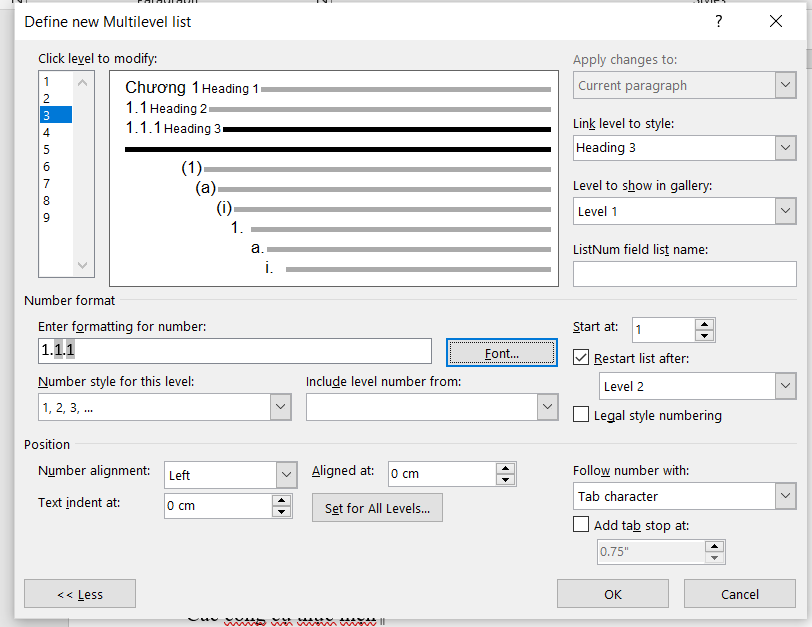 Define new Multilevel list
?
Click level to modify:
1
2
3
4
5
6
7
8
9
Chương 1 Heading 1
1.1 Heading 2
1.1.1 Heading 3
(1)
(a)
(i)
1.
a.
i.
Apply changes to:
Current paragraph
Link level to style:
Heading 3
Level to show in gallery:
Level 1
ListNum field list name:
Number format
Enter formatting for number:
1.1.1
Font...
Number style for this level:
1, 2, 3, ...
Include level number from:
Start at:
1
Restart list after:
Level 2
Legal style numbering
Position
Number alignment:
Left
Aligned at:
0 cm
Text indent at:
0 cm
Set for All Levels...
Follow number with:
Tab character
Add tab stop at:
0.75"
<< Less
OK
Cancel